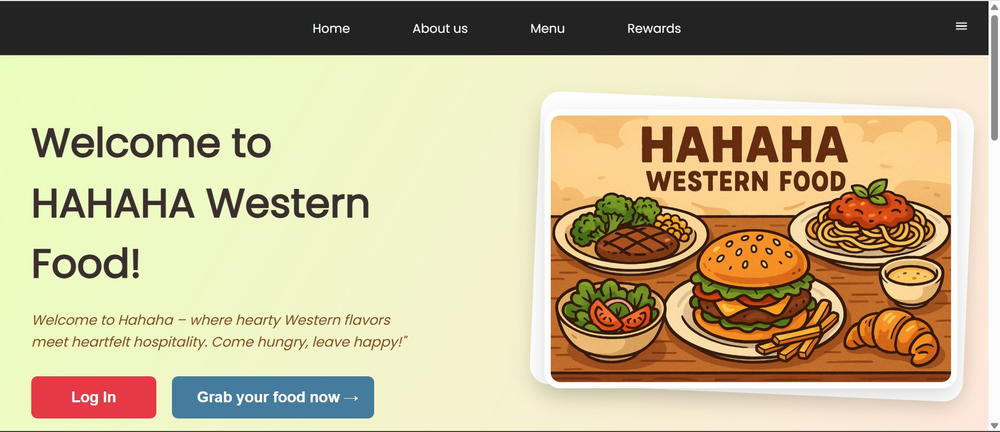 Home About us Menu Rewards
Welcome to
HAHAHA Western
Food!
Welcome to Hahaha – where hearty Western flavors
meet heartfelt hospitality. Come hungry, leave happy!"
Log In
Grab your food now →
HAHAHA
WESTERN FOOD